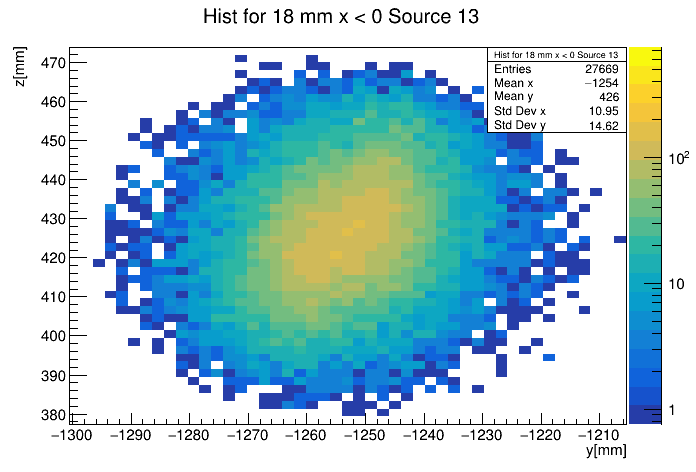 Hist for 18 mm x < 0 Source 13
z[mm]
Hist for 18 mm x < 0 Source 13
Entries 27669
Mean x −1254
Mean y 426
Std Dev x 10.95
Std Dev y 14.62
470
460
450
440
430
420
410
400
390
380
10²
10
1
−1300 −1290 −1280 −1270 −1260 −1250 −1240 −1230 −1220 −1210
y[mm]